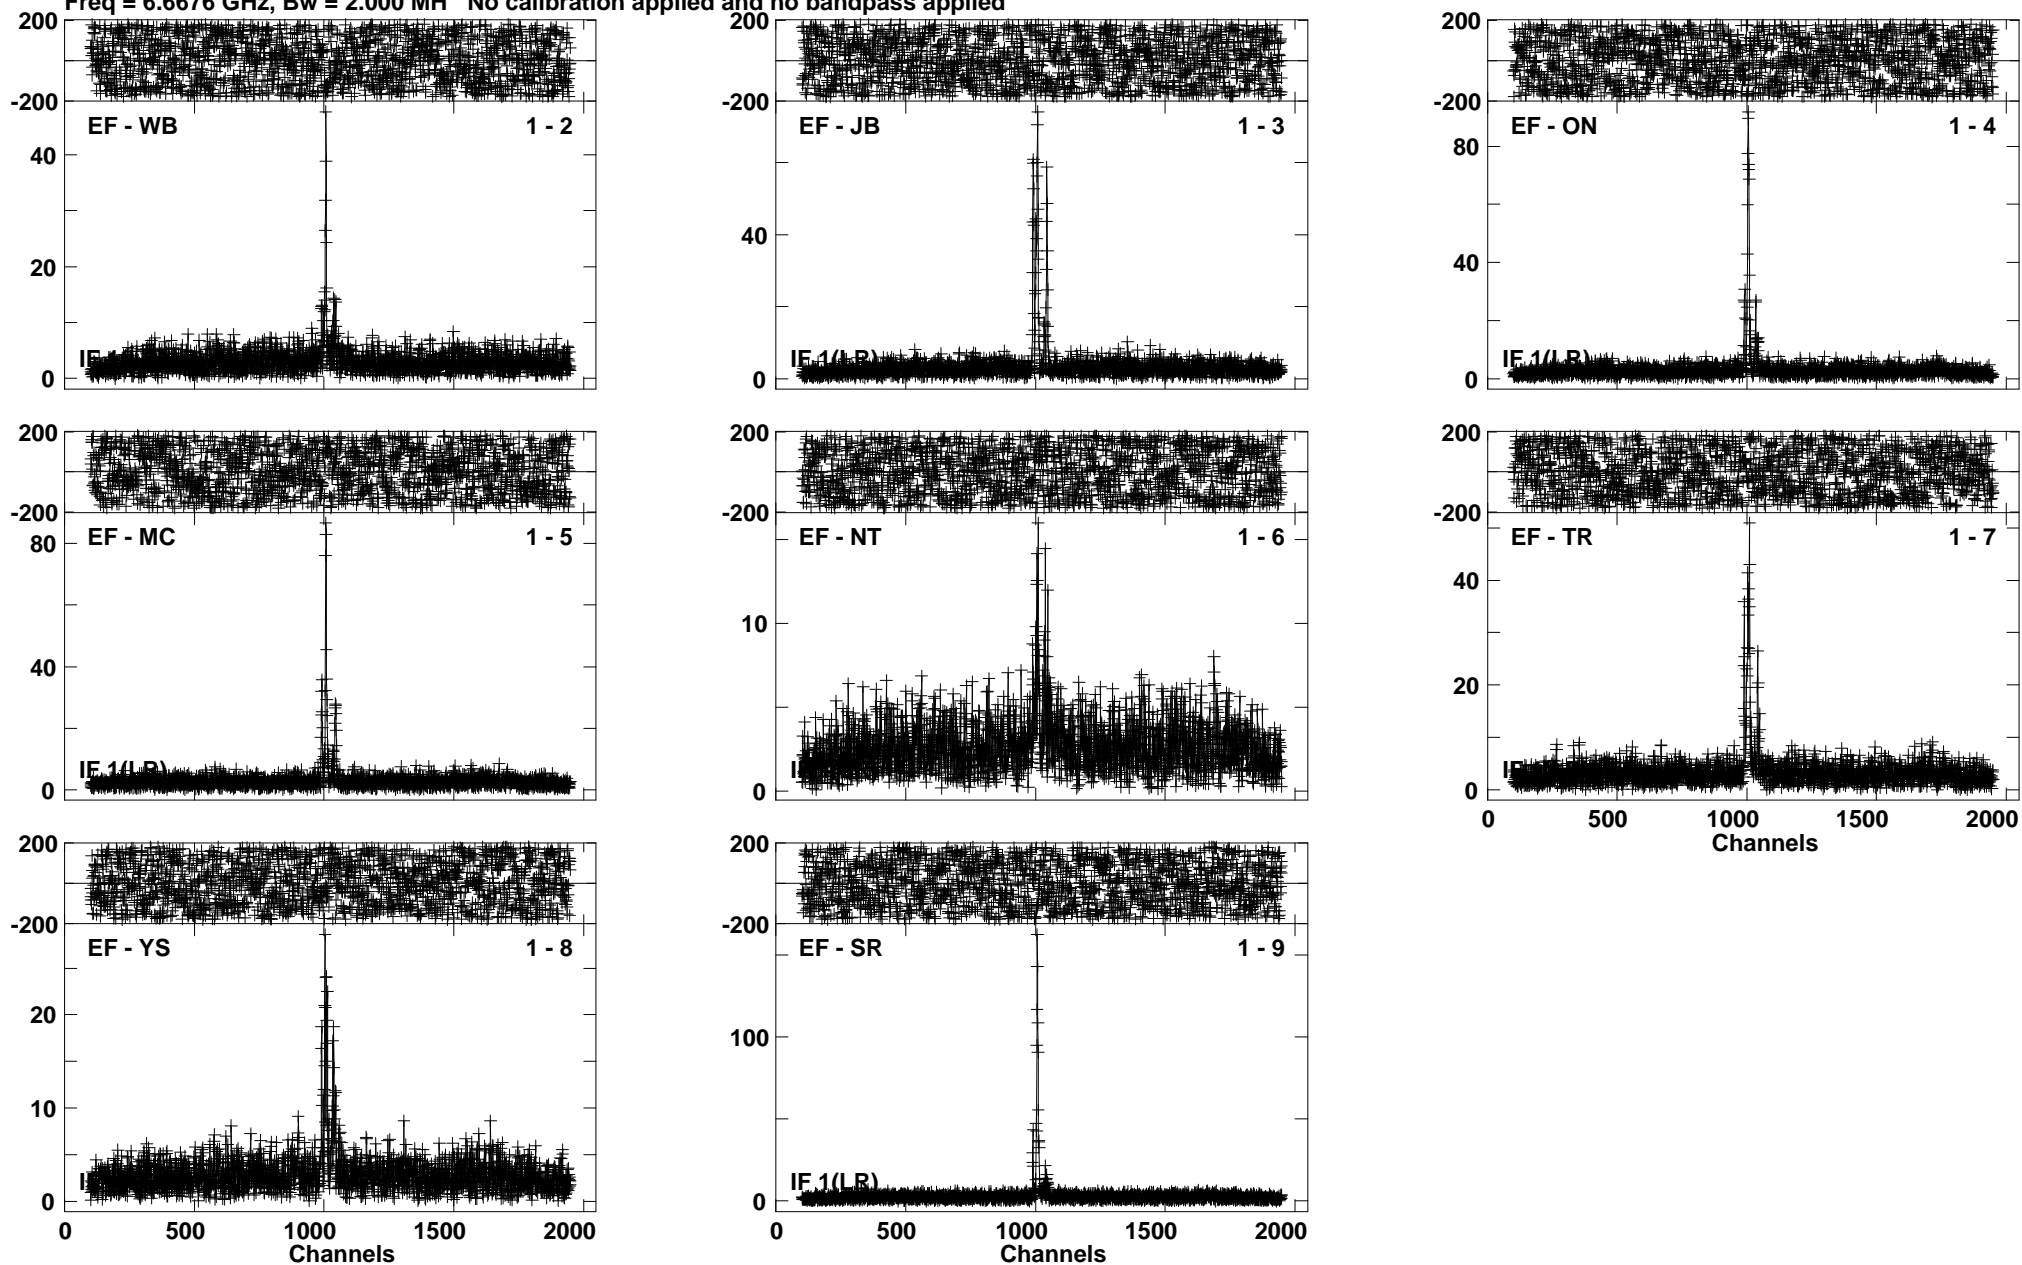 Freq = 6.6676 GHz, Bw = 2.000 MH No calibration applied and no bandpass applied
200 200 200
-200 -200 -200
EF - WB 1 - 2 EF - JB 1 - 3 EF - ON 1 - 4
40 80
40
20 40
IF IF 1(LR) IF 1(LR)
0 0 0
200 200 200
-200 -200 -200
EF - MC 1 - 5 EF - NT 1 - 6 EF - TR 1 - 7
80
40
10
40
20
IF 1(LR)
0 0 0
0 500 1000 1500 2000
Channels
200 200
-200 -200
EF - YS 1 - 8 EF - SR 1 - 9
20
100
10
IF 1(LR)
0 0
0 500 1000 1500 2000 0 500 1000 1500 2000
Channels Channels